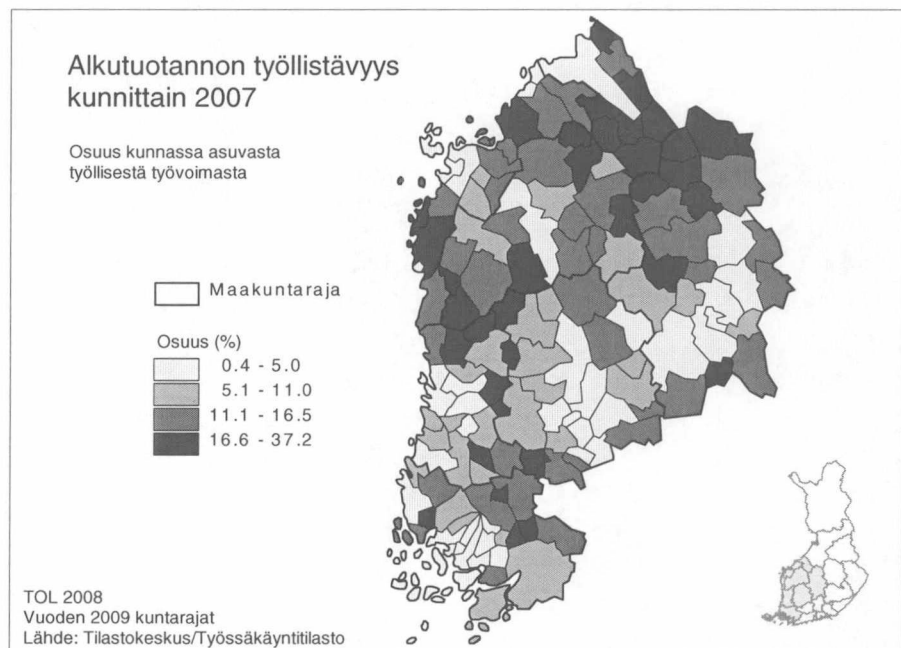 Alkutuotannon työllistävyys
kunnittain 2007
Osuus kunnassa asuvasta
työllisestä työvoimasta
Maakuntaraja
Osuus (%)
0.4 - 5.0
5.1 - 11.0
11.1 - 16.5
16.6 - 37.2
TOL 2008
Vuoden 2009 kuntarajat
Lähde: Tilastokeskus/Työssäkäyntitilasto